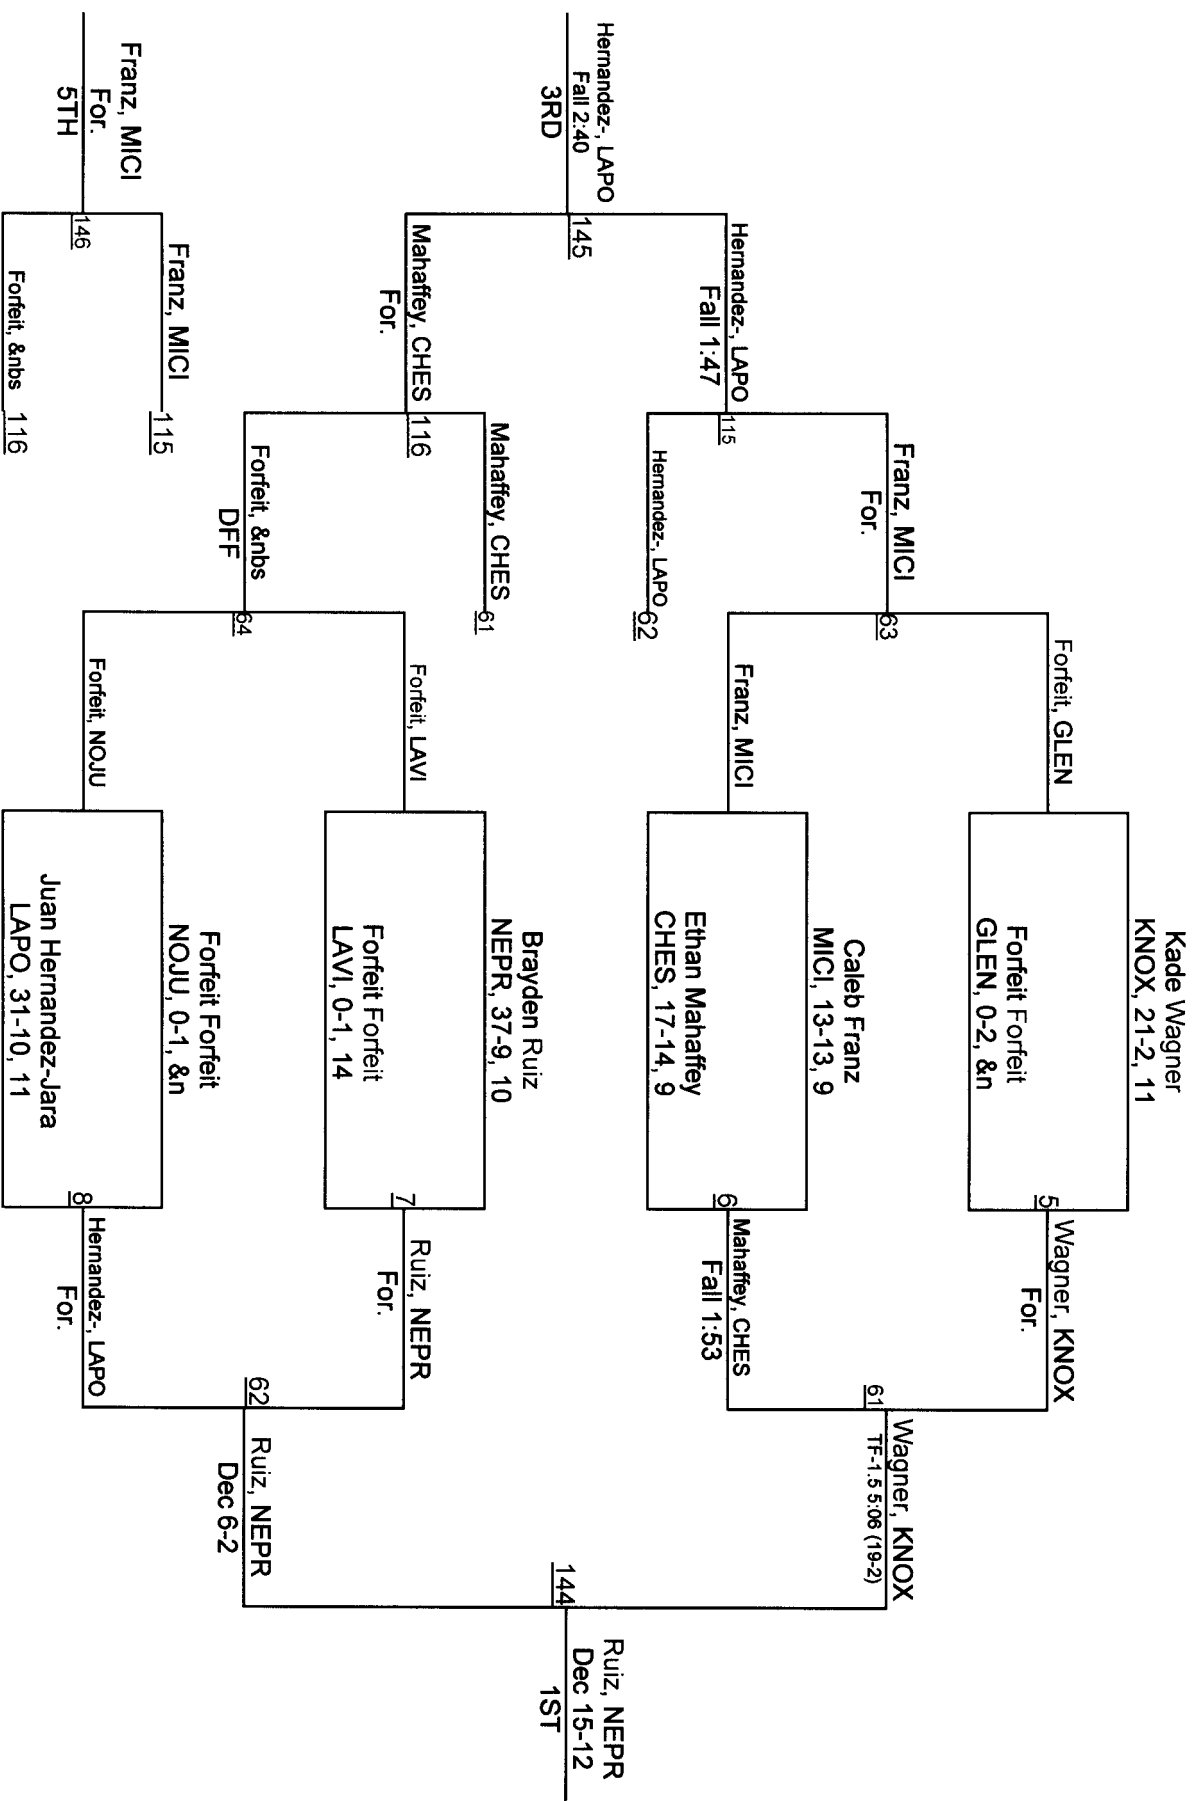 Kade Wagner
KNOX, 21-2, 11
Forfeit Forfeit
GLEN, 0-2, &n
Caleb Franz
MICI, 13-13, 9
Ethan Mahaffey
CHES, 17-14, 9
Brayden Ruiz
NEPR, 37-9, 10
Forfeit Forfeit
LAVI, 0-1, 14
Forfeit Forfeit
NOJU, 0-1, &n
Juan Hernandez-Jara
LAPO, 31-10, 11
5
Wagner, KNOX
For.
6
Mahaffey, CHES
Fall 1:53
7
Ruiz, NEPR
For.
8
Hernandez-, LAPO
For.
61
Wagner, KNOX
TF-1.5 5:06 (19-2)
62
Ruiz, NEPR
Dec 6-2
144
Ruiz, NEPR
Dec 15-12
1ST
Forfeit, GLEN
Franz, MICI
Forfeit, LAVI
Forfeit, NOJU
63
Franz, MICI
For.
Hernandez-, LAPO
62
Mahaffey, CHES
61
64
Forfeit, &nbs
DFF
115
Hernandez-, LAPO
Fall 1:47
116
Mahaffey, CHES
For.
145
Hernandez-, LAPO
Fall 2:40
3RD
Franz, MICI
115
Forfeit, &nbs
116
146
Franz, MICI
For.
5TH